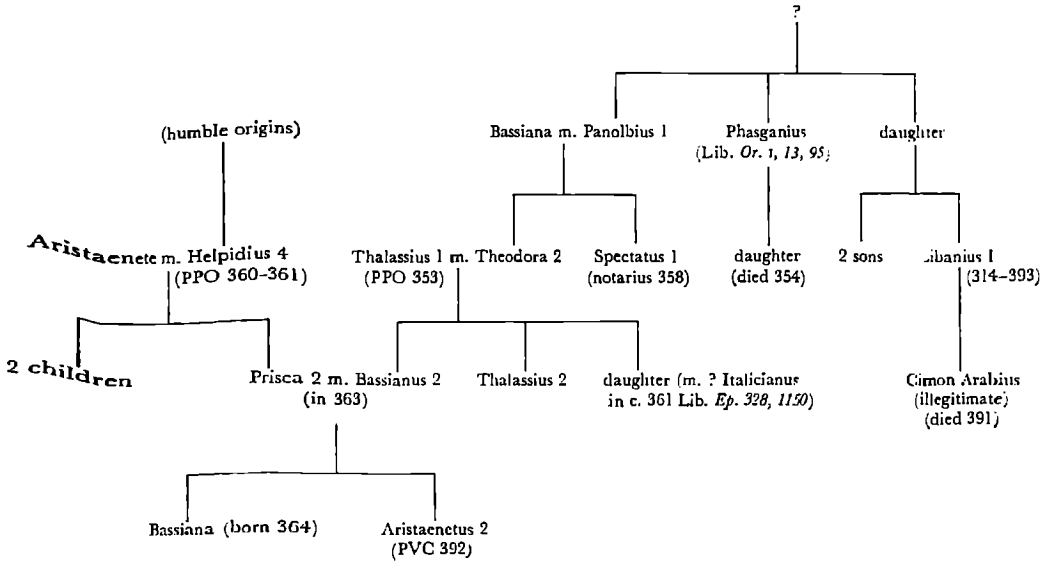 ?
(humble origins)
Bassiana m. Panolbius 1
Phasganius
(Lib. Or. 1, 13, 95)
daughter
Aristaenete m. Helpidius 4
(PPO 360-361)
Thalassius 1 m. Theodora 2
(PPO 353)
Spectatus 1
(notarius 358)
daughter
(died 354)
2 sons
Libanius 1
(314-393)
2 children
Prisca 2 m. Bassianus 2
(in 363)
Thalassius 2
daughter (m. ? Italicianus
in c. 361 Lib. Ep. 328, 1150)
Cimon Arabius
(illegitimate)
(died 391)
Bassiana (born 364)
Aristaenetus 2
(PVC 392)